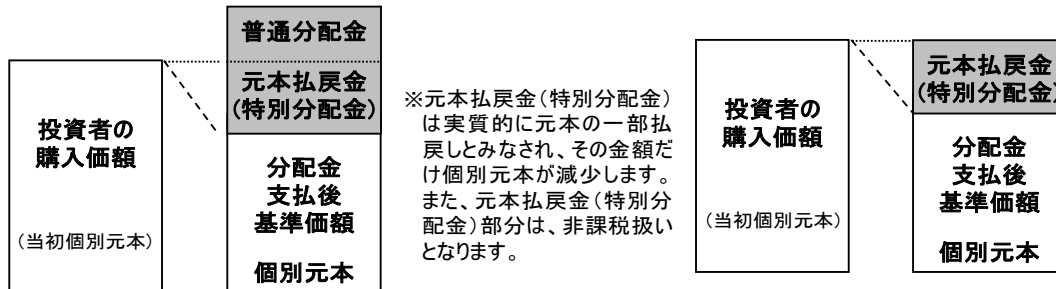 普通分配金
元本払戻金
(特別分配金)
投資者の
購入価額
(当初個別元本)
分配金
支払後
基準価額
個別元本
※元本払戻金(特別分配金)
は実質的に元本の一部払
戻しとみなされ、その金額だ
け個別元本が減少します。
また、元本払戻金(特別分
配金)部分は、非課税扱い
となります。
投資者の
購入価額
(当初個別元本)
元本払戻金
(特別分配金)
分配金
支払後
基準価額
個別元本